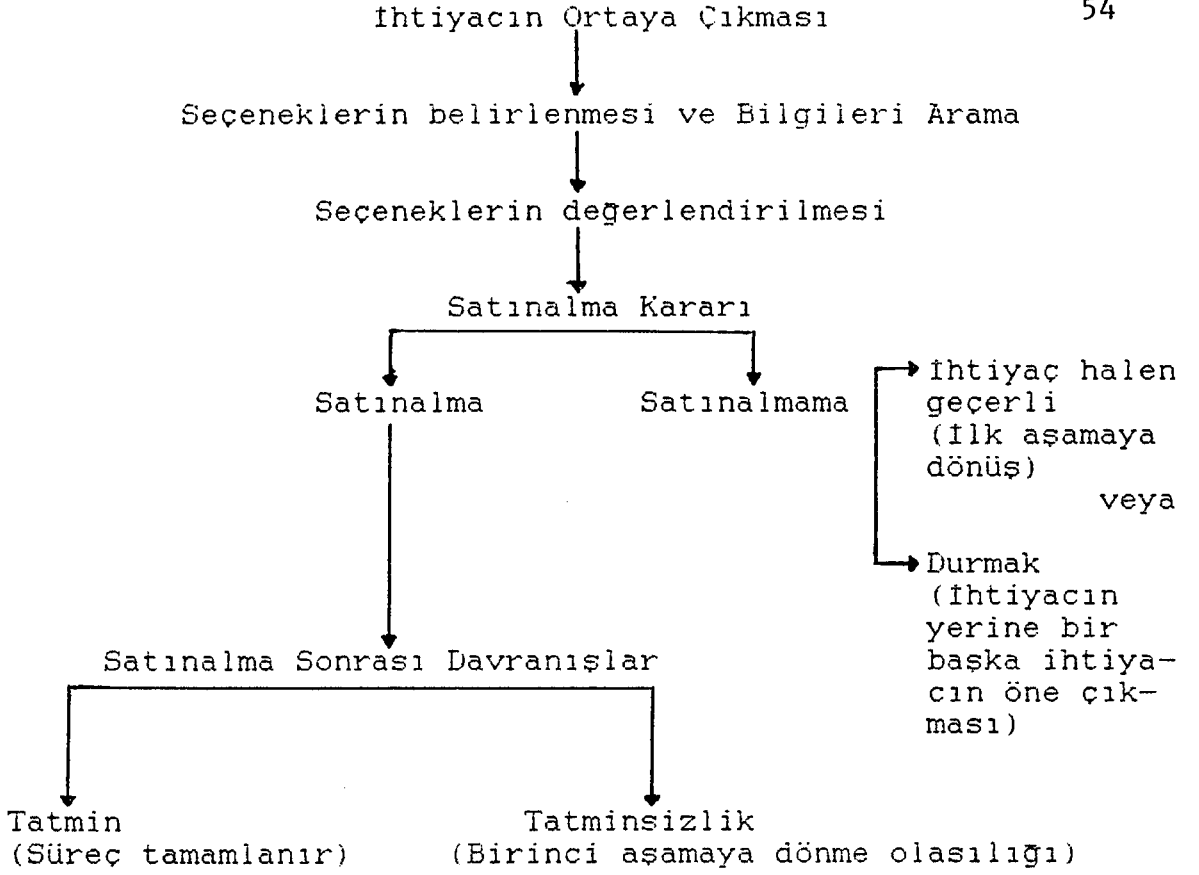 54
İhtiyacın Ortaya Çıkması
Seçeneklerin belirlenmesi ve Bilgileri Arama
Seçeneklerin değerlendirilmesi
Satınalma Kararı
Satınalma
Satınalmama
İhtiyaç halen
geçerli
(İlk aşamaya
dönüş)
veya
Durmak
(İhtiyacın
yerine bir
başka ihtiya-
cın öne çık-
ması)
Satınalma Sonrası Davranışlar
Tatmin
(Süreç tamamlanır)
Tatminsizlik
(Birinci aşamaya dönme olasılığı)